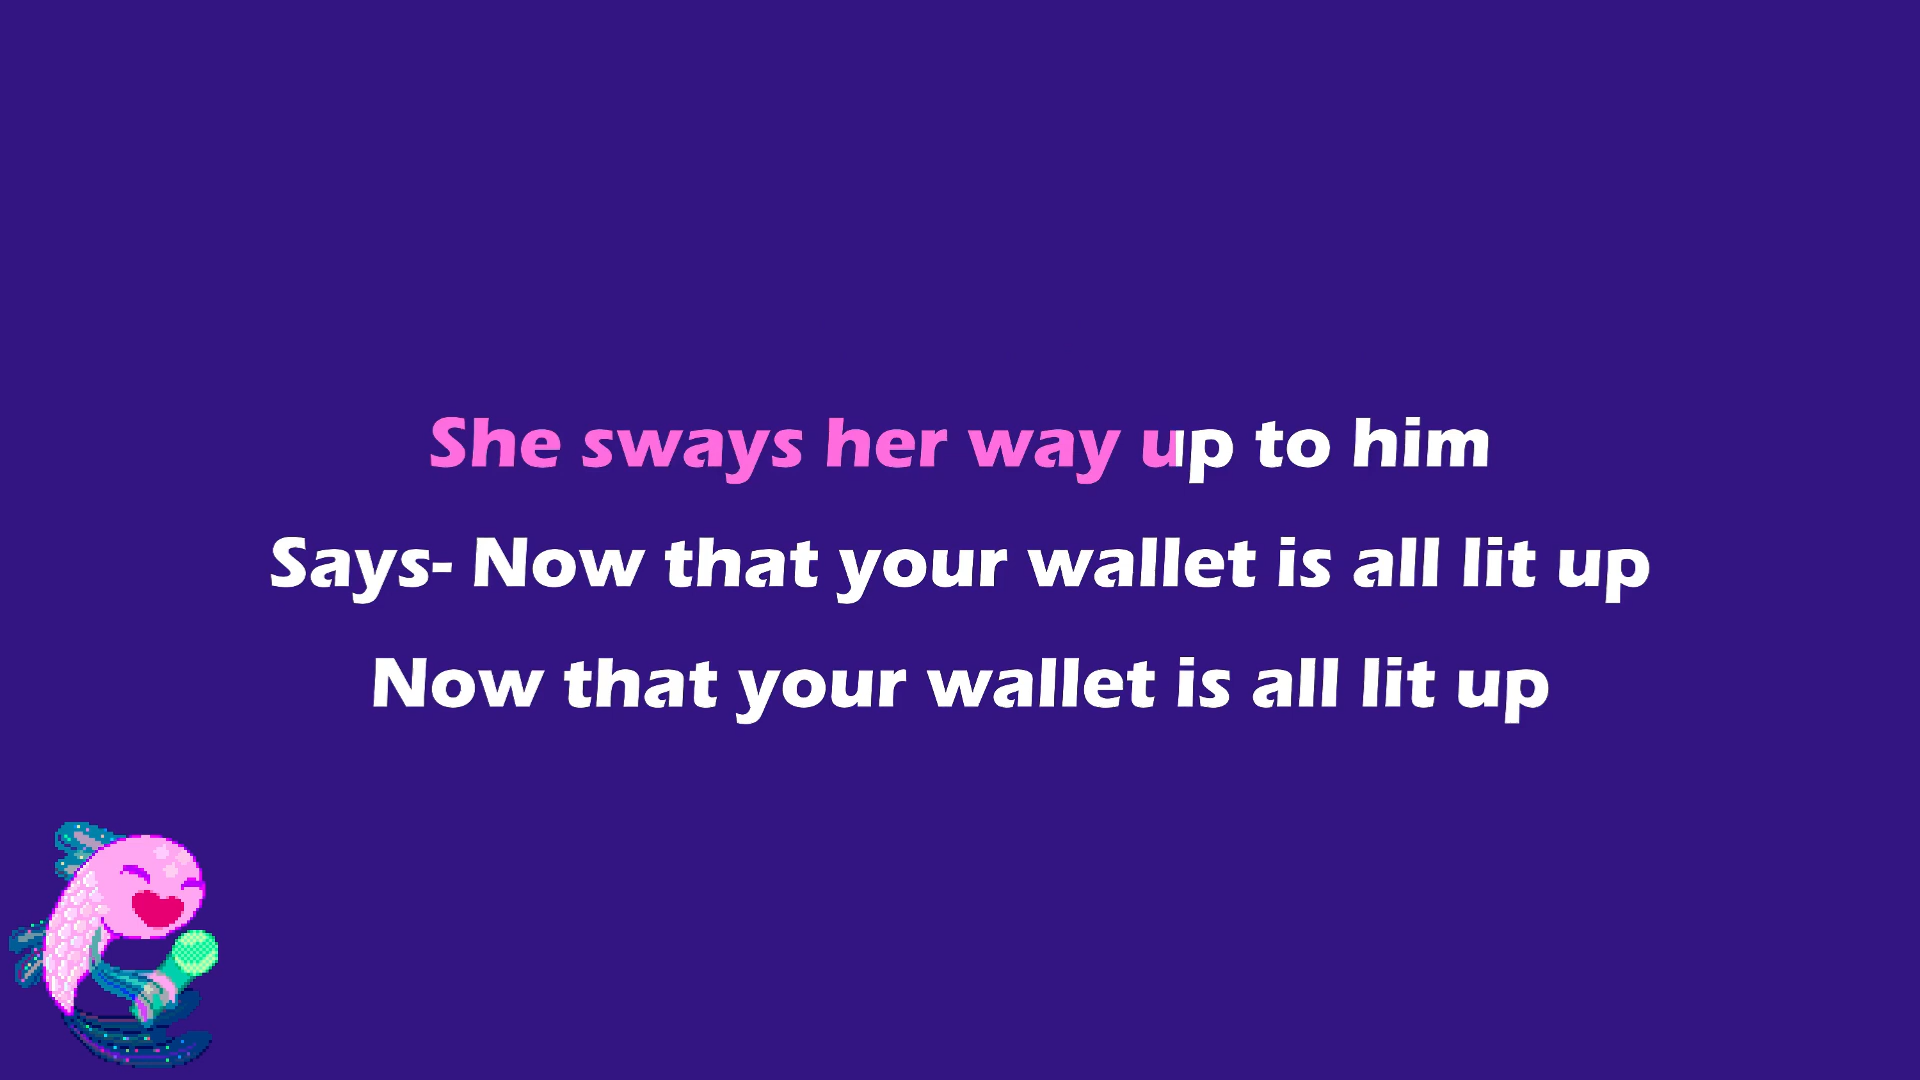 She sways her way up to him
Says- Now that your wallet is all lit up
Now that your wallet is all lit up